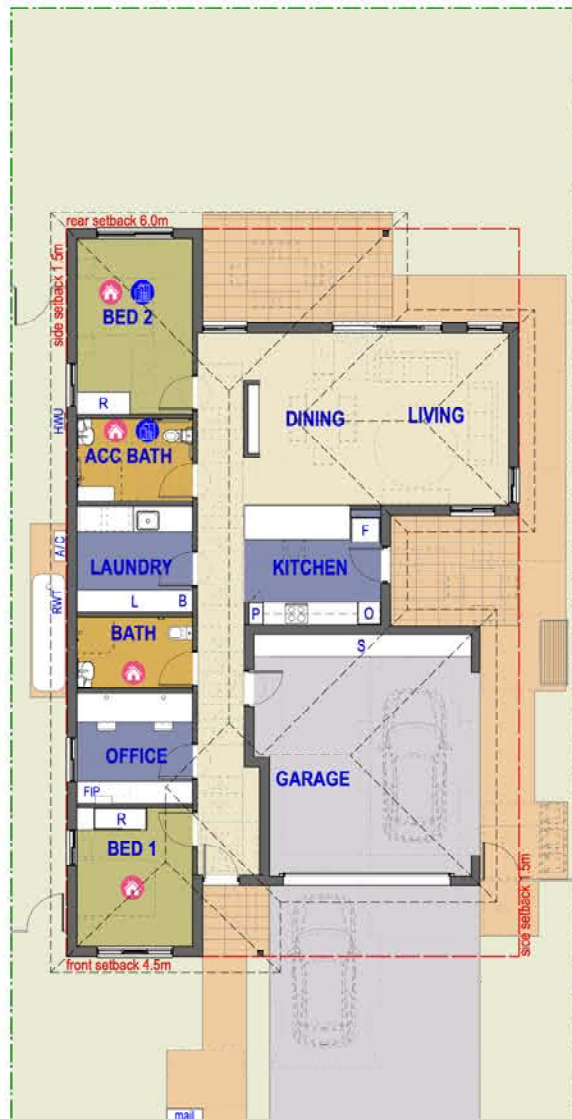 rear setback 6.0m
side setback 1.5m
BED 2
R
HWU
ACC BATH
DINING
LIVING
A/C
RWT
LAUNDRY
L
B
KITCHEN
F
P
O
BATH
S
OFFICE
FIP
GARAGE
R
BED 1
side setback 1.5m
front setback 4.5m
mail